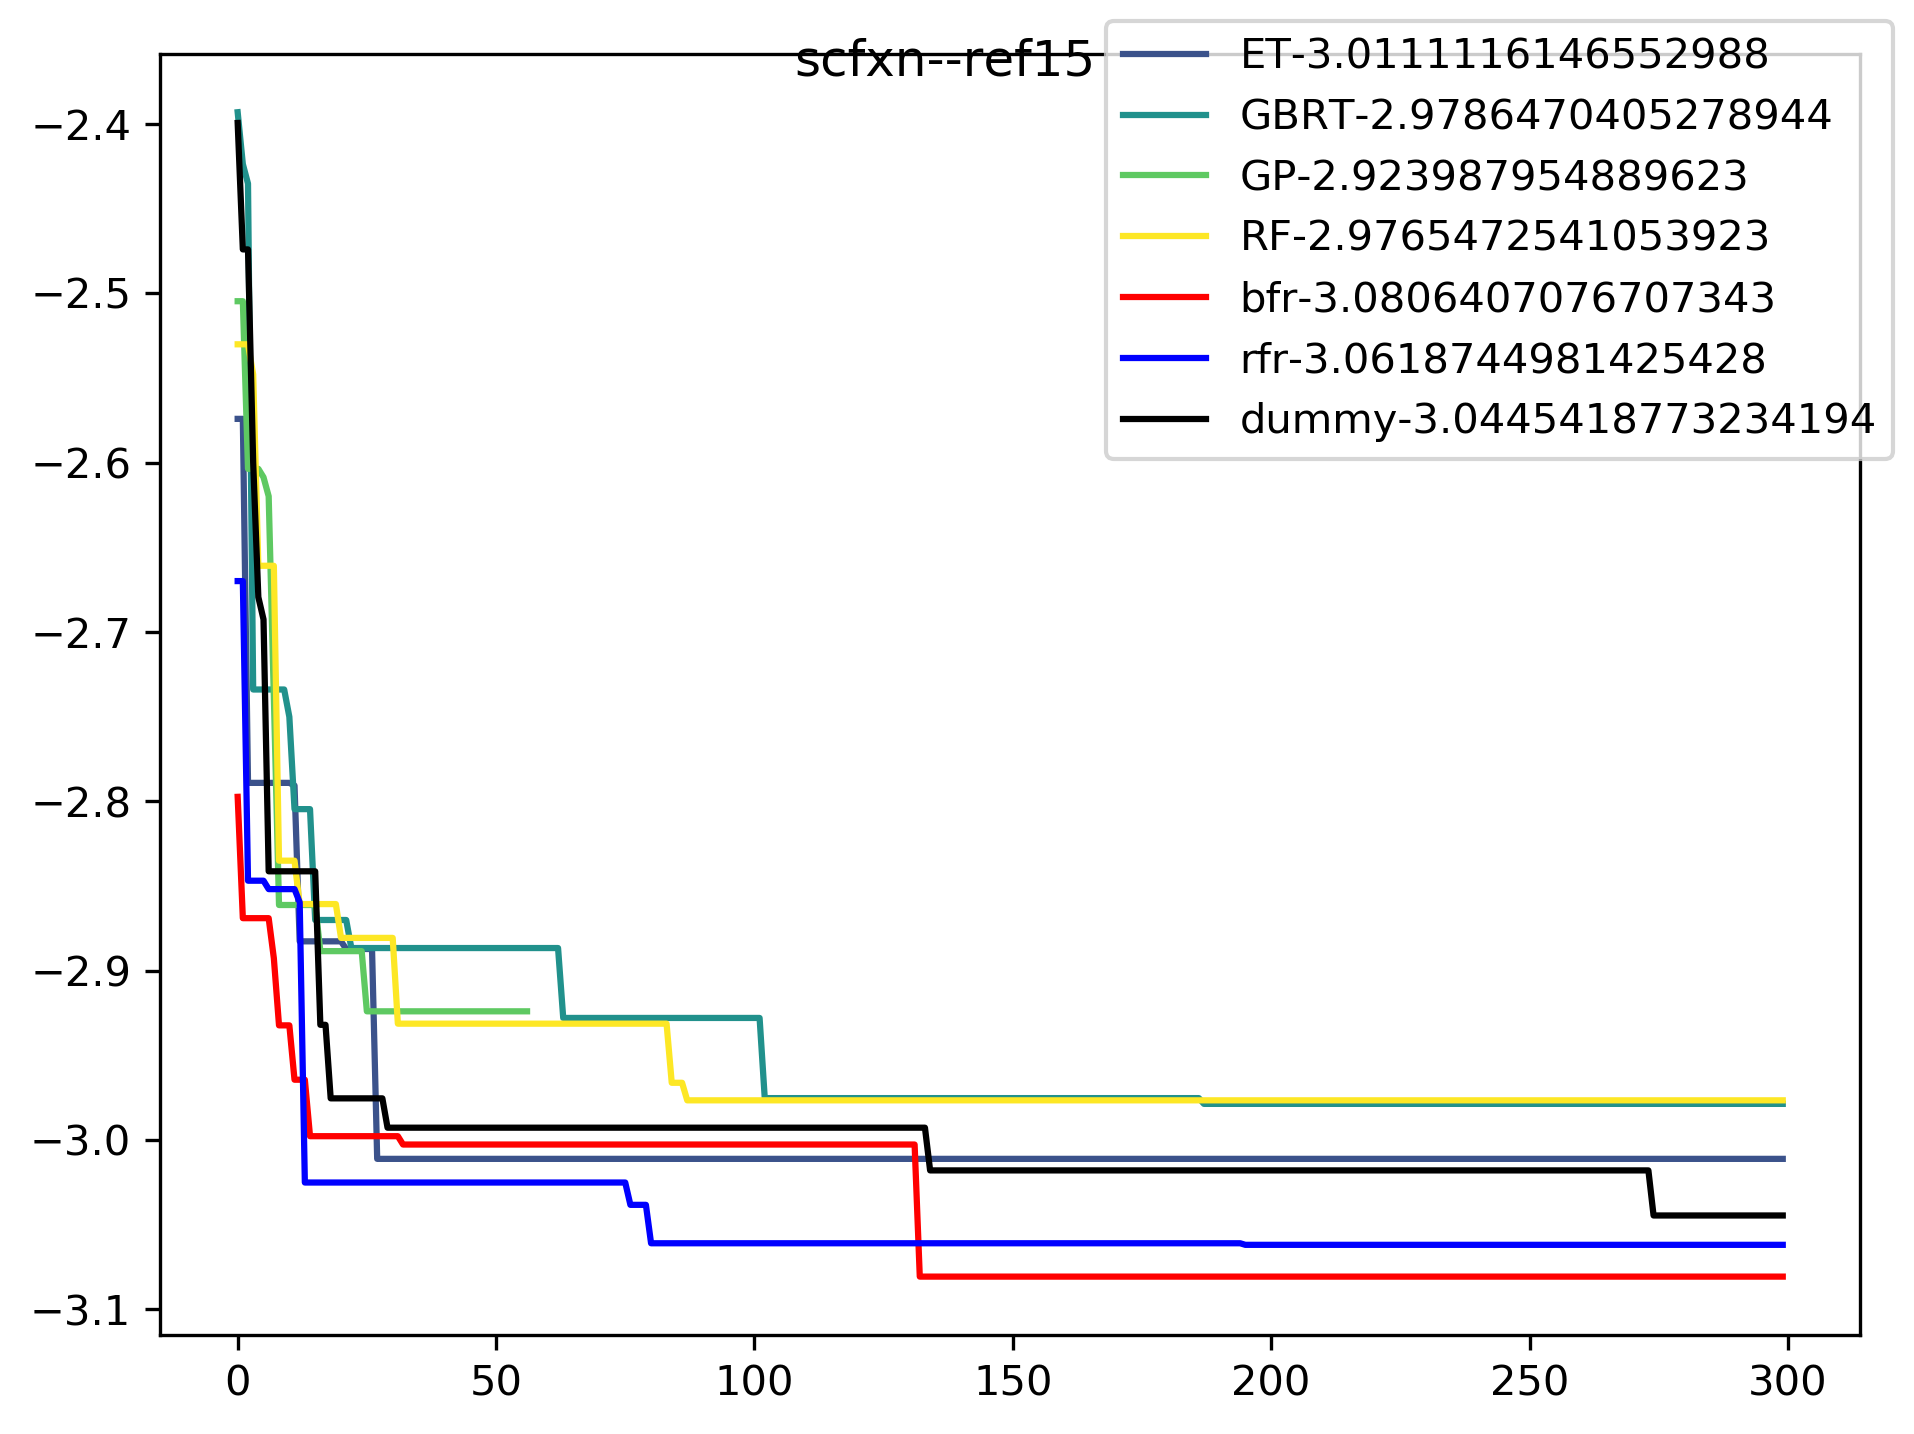 scfxn--ref15
ET-3.0111116146552988
GBRT-2.9786470405278944
GP-2.923987954889623
RF-2.9765472541053923
bfr-3.0806407076707343
rfr-3.0618744981425428
dummy-3.0445418773234194
−2.4
−2.5
−2.6
−2.7
−2.8
−2.9
−3.0
−3.1
0 50 100 150 200 250 300